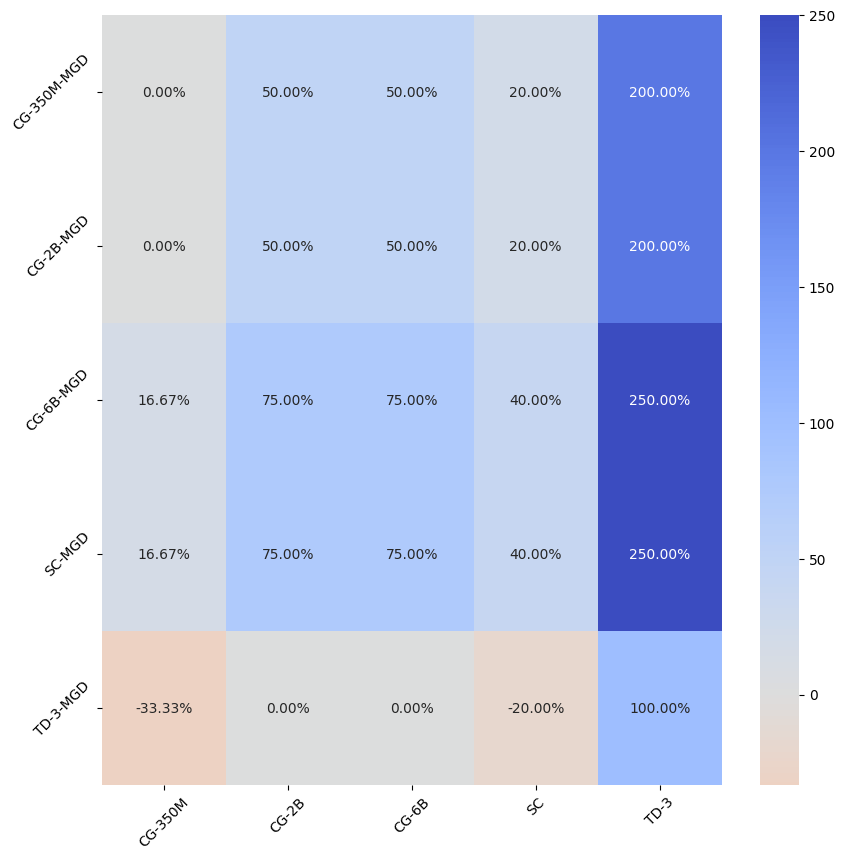 CG-350M-MGD 0.00% 50.00% 50.00% 20.00% 200.00%
CG-2B-MGD 0.00% 50.00% 50.00% 20.00% 200.00%
CG-6B-MGD 16.67% 75.00% 75.00% 40.00% 250.00%
SC-MGD 16.67% 75.00% 75.00% 40.00% 250.00%
TD-3-MGD -33.33% 0.00% 0.00% -20.00% 100.00%
CG-350M CG-2B CG-6B SC TD-3
250
200
150
100
50
0